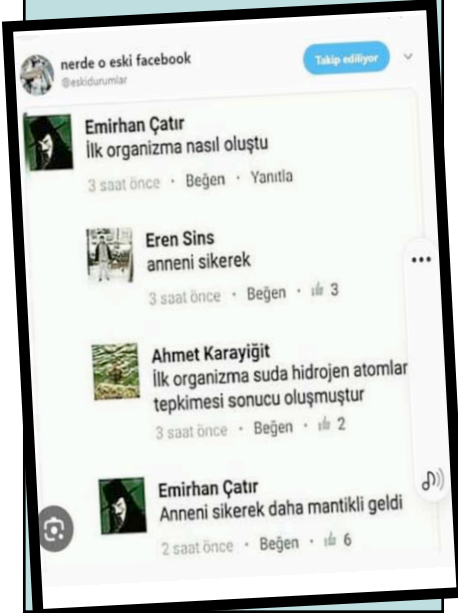 nerde o eski facebook
Takip ediliyor
@eskidurumlar
Emirhan Çatır
İlk organizma nasıl oluştu
3 saat önce · Beğen · Yanıtla
Eren Sins
anneni sikerek
3 saat önce · Beğen · 3
Ahmet Karayiğit
İlk organizma suda hidrojen atomlar
tepkimesi sonucu oluşmuştur
3 saat önce · Beğen · 2
Emirhan Çatır
Anneni sikerek daha mantikli geldi
2 saat önce · Beğen · 6